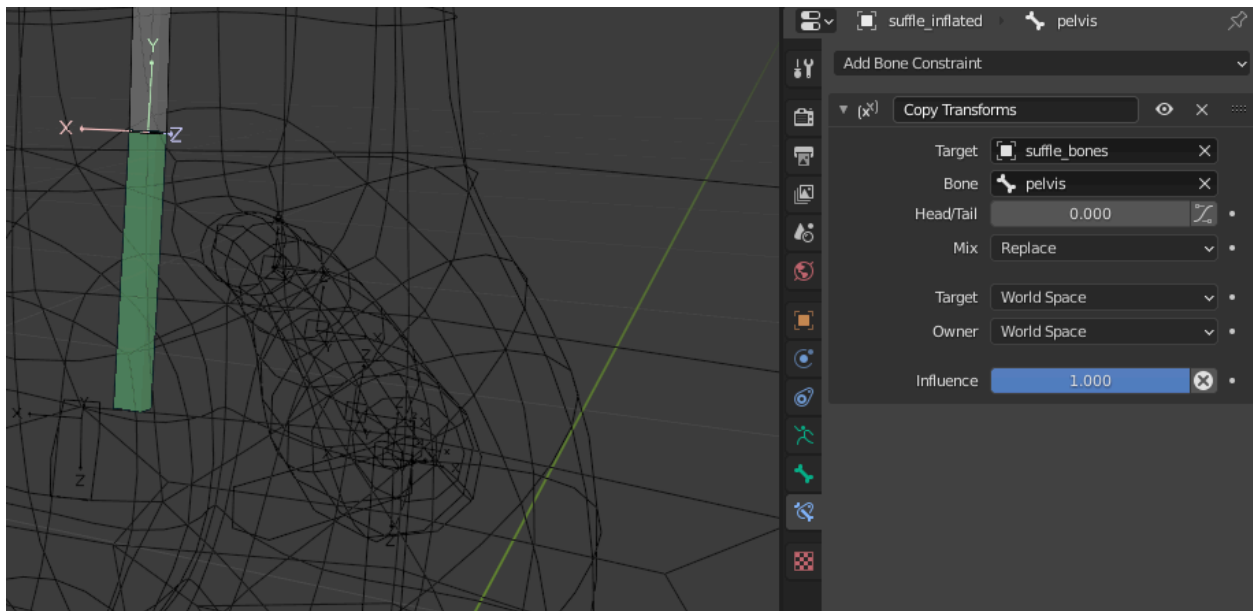 suffle_inflated pelvis
Add Bone Constraint
Copy Transforms
Target suffle_bones
Bone pelvis
Head/Tail 0.000
Mix Replace
Target World Space
Owner World Space
Influence 1.000
Y
X Z
X
Z
Z